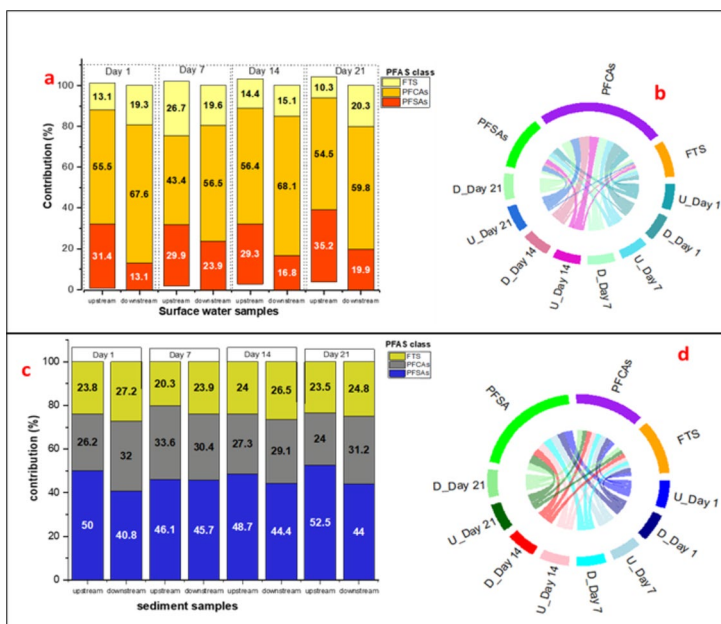 a
PFAS class
FTS
PFCAs
PFSAs
Day 1
Day 7
Day 14
Day 21
Contribution (%)
100
80
60
40
20
0
13.1
19.3
26.7
19.6
14.4
15.1
10.3
20.3
55.5
67.6
43.4
56.5
56.4
68.1
54.5
59.8
31.4
13.1
29.9
23.9
29.3
16.8
35.2
19.9
upstream downstream upstream downstream upstream downstream upstream downstream
Surface water samples
b
PFCAs
PFSAs
FTS
D_Day 21
U_Day 1
U_Day 21
D_Day 1
D_Day 14
U_Day 7
U_Day 14
D_Day 7
c
PFAS class
FTS
PFCAs
PFSAs
Day 1
Day 7
Day 14
Day 21
contribution (%)
100
80
60
40
20
0
23.8
27.2
20.3
23.9
24
26.5
23.5
24.8
26.2
32
33.6
30.4
27.3
29.1
24
31.2
50
40.8
46.1
45.7
48.7
44.4
52.5
44
upstream downstream upstream downstream upstream downstream upstream downstream
sediment samples
d
PFSA
PFCAs
FTS
D_Day 21
U_Day 1
U_Day 21
D_Day 1
D_Day 14
U_Day 7
U_Day 14
D_Day 7